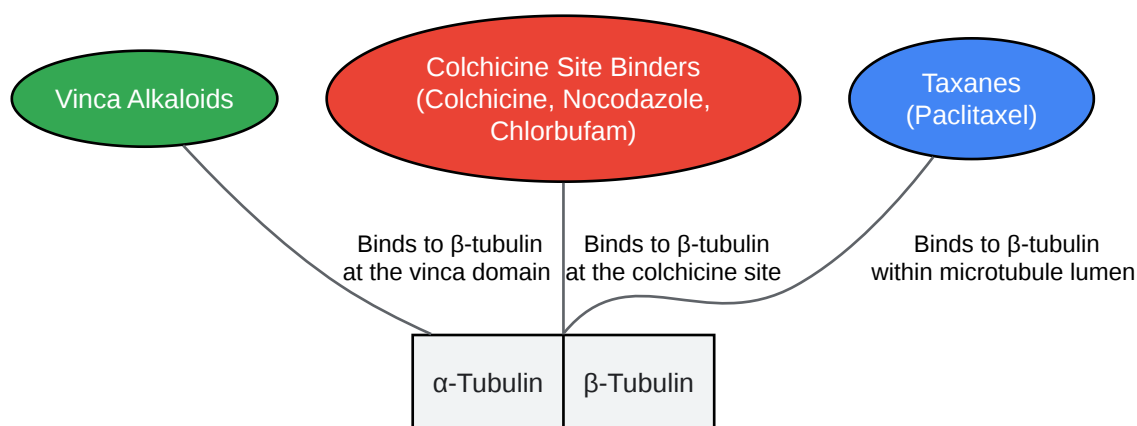 Vinca Alkaloids
Colchicine Site Binders
(Colchicine, Nocodazole,
Chlorbufam)
Taxanes
(Paclitaxel)
Binds to β-tubulin
at the vinca domain
Binds to β-tubulin
at the colchicine site
Binds to β-tubulin
within microtubule lumen
α-Tubulin
β-Tubulin